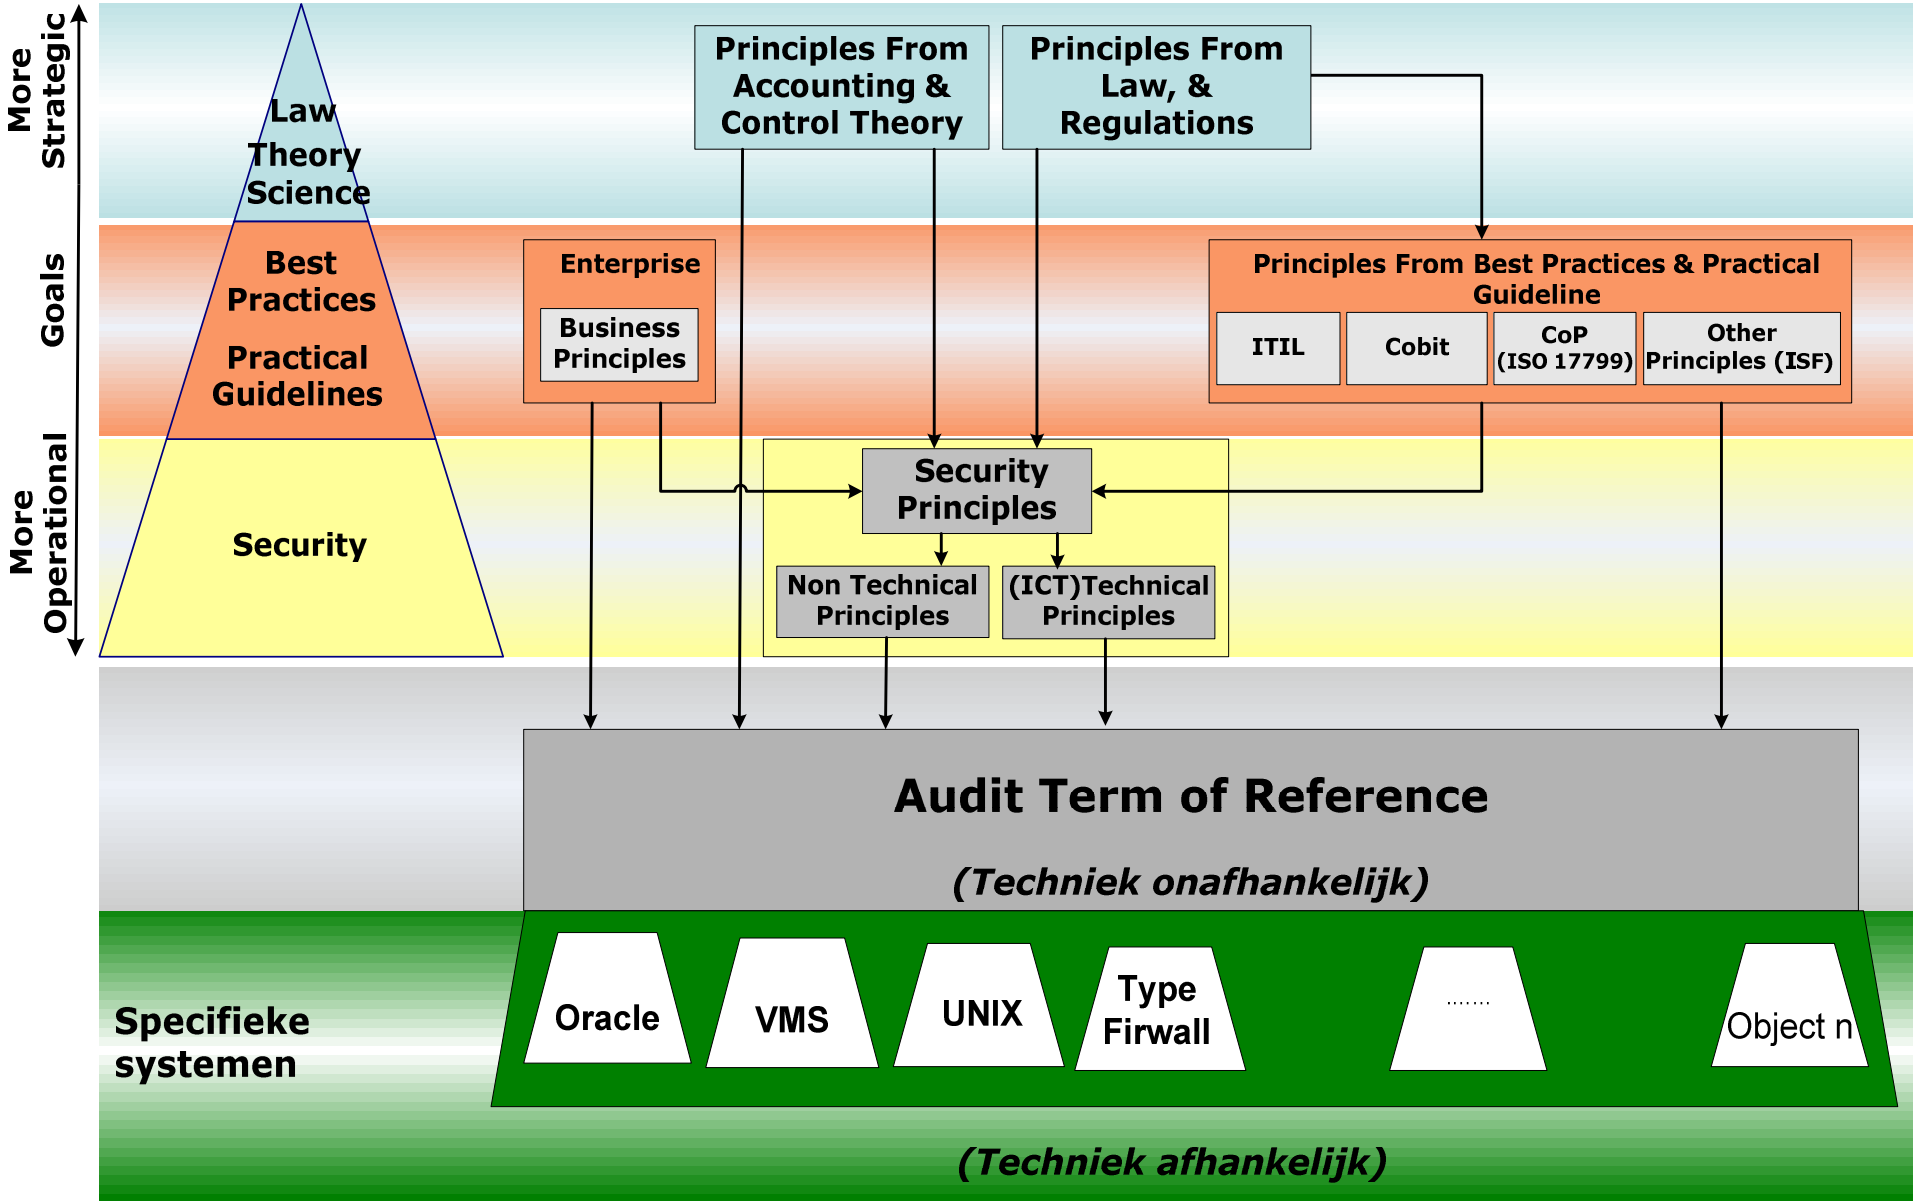 More
Strategic
Goals
More
Operational
Law
Theory
Science
Best
Practices
Practical
Guidelines
Security
Principles From
Accounting &
Control Theory
Principles From
Law, &
Regulations
Enterprise
Business
Principles
Principles From Best Practices & Practical
Guideline
ITIL
Cobit
CoP
(ISO 17799)
Other
Principles (ISF)
Security
Principles
Non Technical
Principles
(ICT)Technical
Principles
Audit Term of Reference
(Techniek onafhankelijk)
Specifieke
systemen
Oracle
VMS
UNIX
Type
Firwall
.......
Object n
(Techniek afhankelijk)